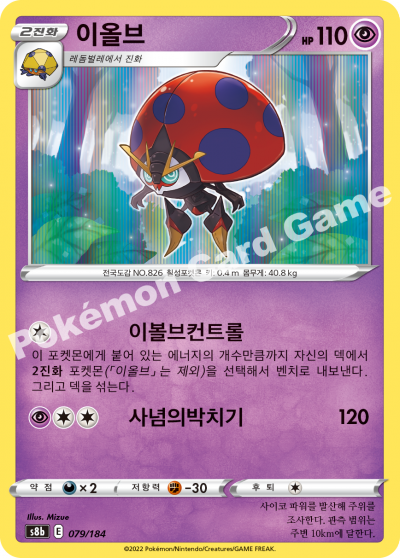 2진화 이올브 HP 110
레돔벌레에서 진화
전국도감 NO.826 칠성포켓몬 키: 0.4 m 몸무게: 40.8 kg
이볼브컨트롤
이 포켓몬에게 붙어 있는 에너지의 개수만큼까지 자신의 덱에서
2진화 포켓몬(「이올브」는 제외)을 선택해서 벤치로 내보낸다.
그리고 덱을 섞는다.
사념의박치기 120
약점 ×2 저항력 -30 후퇴
Illus. Mizue
s8b E 079/184
사이코 파워를 발산해 주위를
조사한다. 관측 범위는
주변 10km에 달한다.
©2022 Pokémon/Nintendo/Creatures/GAME FREAK.
Pokémon Card Game